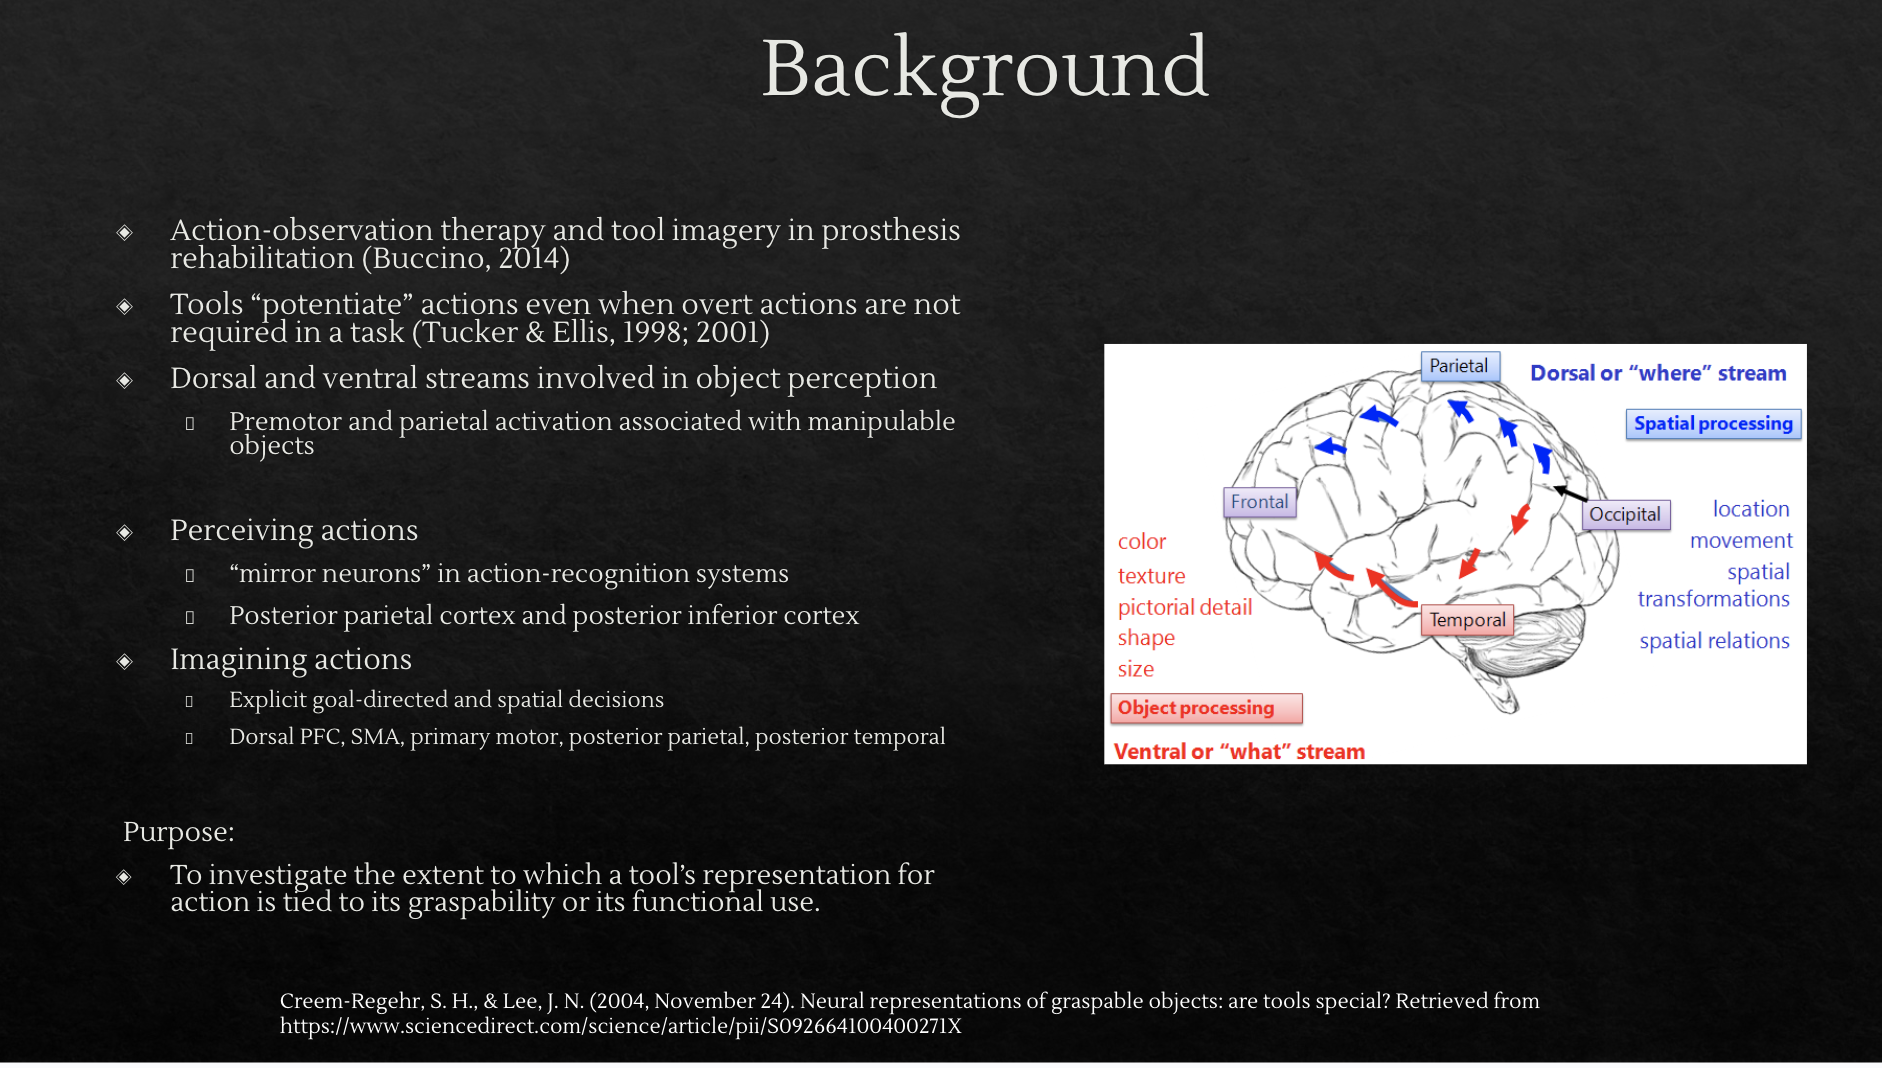 Background
Action-observation therapy and tool imagery in prosthesis
rehabilitation (Buccino, 2014)
Tools “potentiate” actions even when overt actions are not
required in a task (Tucker & Ellis, 1998; 2001)
Dorsal and ventral streams involved in object perception
Premotor and parietal activation associated with manipulable
objects
Perceiving actions
“mirror neurons” in action-recognition systems
Posterior parietal cortex and posterior inferior cortex
Imagining actions
Explicit goal-directed and spatial decisions
Dorsal PFC, SMA, primary motor, posterior parietal, posterior temporal
Purpose:
To investigate the extent to which a tool’s representation for
action is tied to its graspability or its functional use.
Parietal
Dorsal or “where” stream
Spatial processing
Frontal
Occipital
location
movement
spatial
transformations
spatial relations
color
texture
pictorial detail
shape
size
Temporal
Object processing
Ventral or “what” stream
Creem-Regehr, S. H., & Lee, J. N. (2004, November 24). Neural representations of graspable objects: are tools special? Retrieved from
https://www.sciencedirect.com/science/article/pii/S092664100400271X